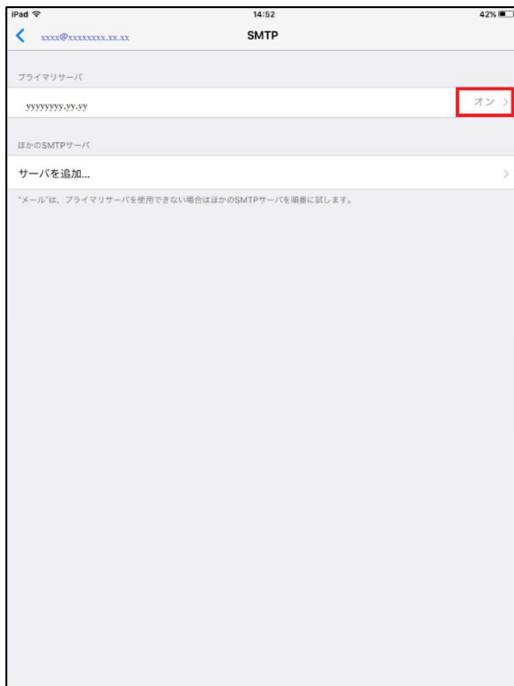 iPad 14:52 42%
xxxx@xxxxxxxx.xx.xx SMTP
プライマリサーバ
yyyyyyyy.yy.yy オン
ほかのSMTPサーバ
サーバを追加...
"メール"は、プライマリサーバを使用できない場合はほかのSMTPサーバを順番に試します。